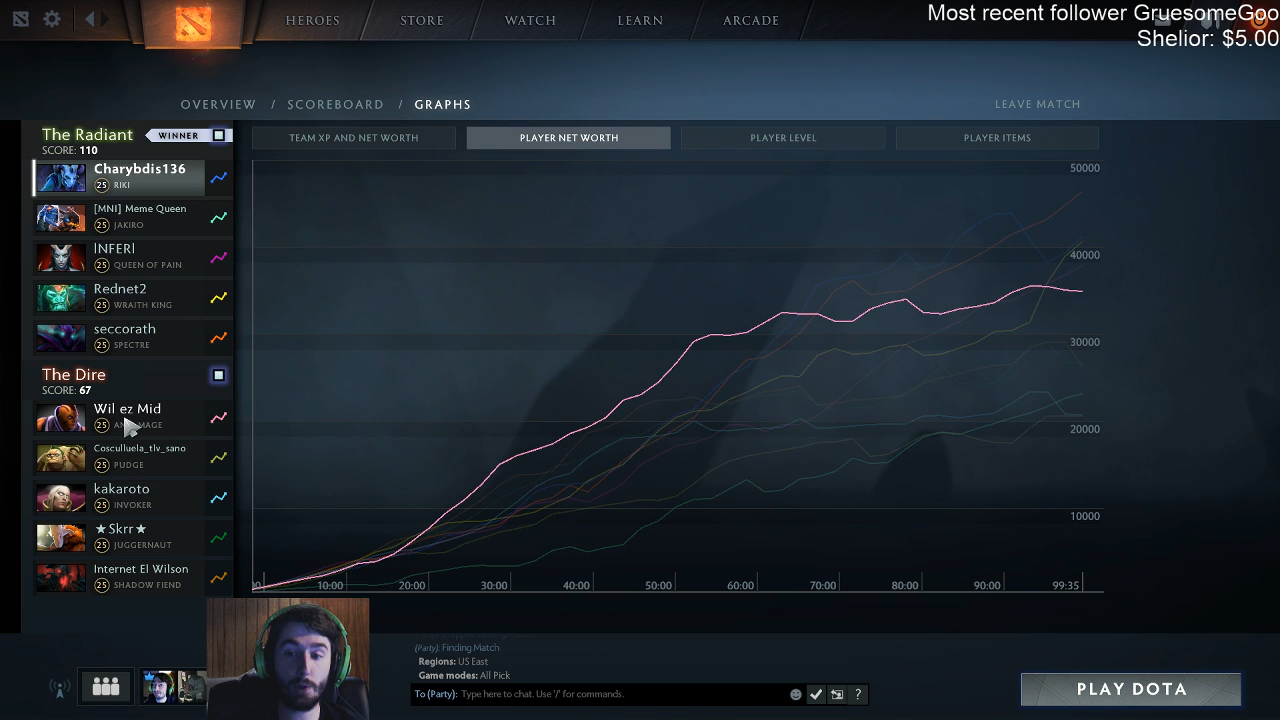 HEROES
STORE
WATCH
LEARN
ARCADE
Most recent follower GruesomeGoo
Shelior: $5.00
OVERVIEW / SCOREBOARD / GRAPHS
LEAVE MATCH
The Radiant
WINNER
SCORE: 110
TEAM XP AND NET WORTH
PLAYER NET WORTH
PLAYER LEVEL
PLAYER ITEMS
Charybdis136
25 RIKI
[MNI] Meme Queen
25 JAKIRO
INFERI
25 QUEEN OF PAIN
Rednet2
25 WRAITH KING
seccorath
25 SPECTRE
The Dire
SCORE: 67
Wil ez Mid
25
Cosculluela_tlv_sano
25 PUDGE
kakaroto
25 INVOKER
★Skrr★
25 JUGGERNAUT
Internet El Wilson
25 SHADOW FIEND
50000
40000
30000
20000
10000
10:00
20:00
30:00
40:00
50:00
60:00
70:00
80:00
90:00
99:35
(Party): Finding Match
Regions: US East
Game modes: All Pick
To (Party): Type here to chat. Use '/' for commands.
?
PLAY DOTA